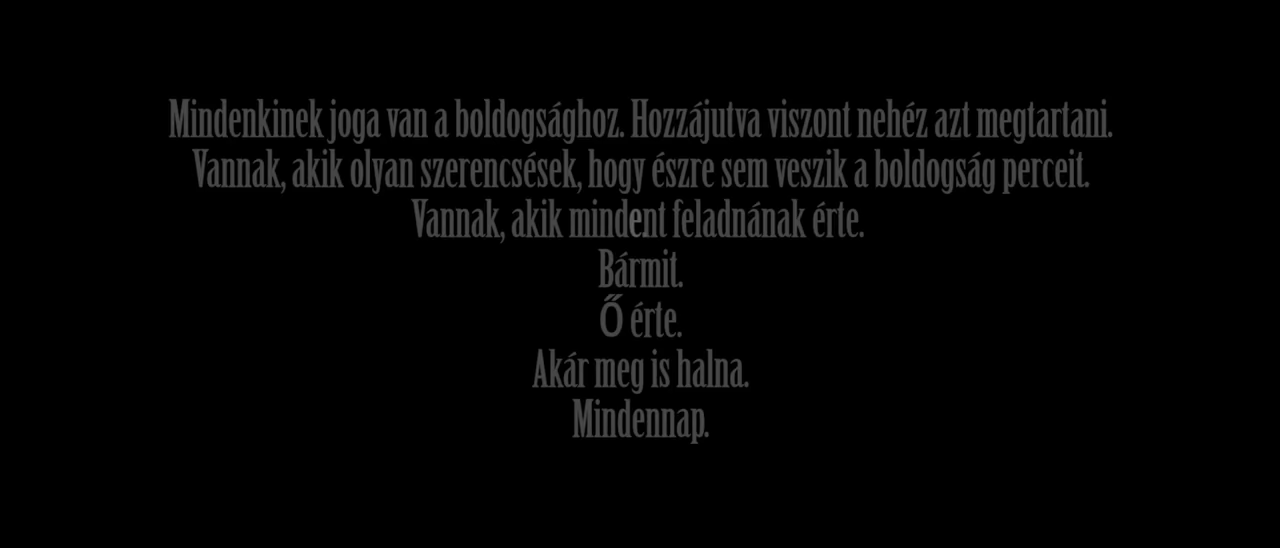 Mindenkinek joga van a boldogsághoz. Hozzájutva viszont nehéz azt megtartani.
Vannak, akik olyan szerencsések, hogy észre sem veszik a boldogság perceit.
Vannak, akik mindent feladnának érte.
Bármit.
Ő érte.
Akár meg is halna.
Mindennap.